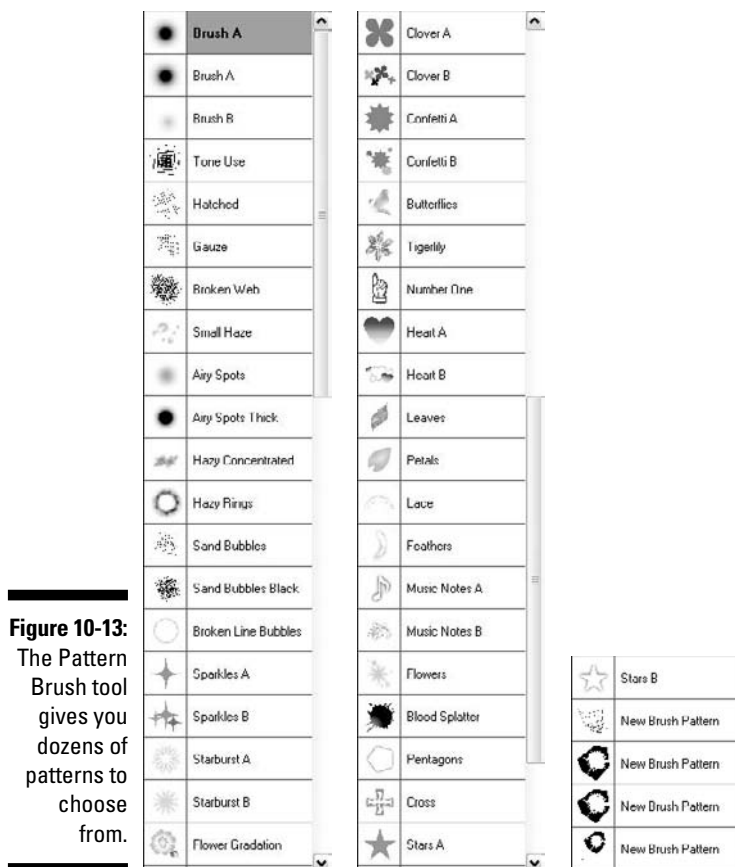 Brush A
Brush A
Brush B
Tone Use
Hatched
Gauze
Broken Web
Small Haze
Airy Spots
Airy Spots Thick
Hazy Concentrated
Hazy Rings
Sand Bubbles
Sand Bubbles Black
Broken Line Bubbles
Sparkles A
Sparkles B
Starburst A
Starburst B
Flower Gradation
Clover A
Clover B
Confetti A
Confetti B
Butterflies
Tigerlily
Number One
Heart A
Heart B
Leaves
Petals
Lace
Feathers
Music Notes A
Music Notes B
Flowers
Blood Splatter
Pentagons
Cross
Stars A
Stars B
New Brush Pattern
New Brush Pattern
New Brush Pattern
New Brush Pattern
Figure 10-13:
The Pattern
Brush tool
gives you
dozens of
patterns to
choose
from.